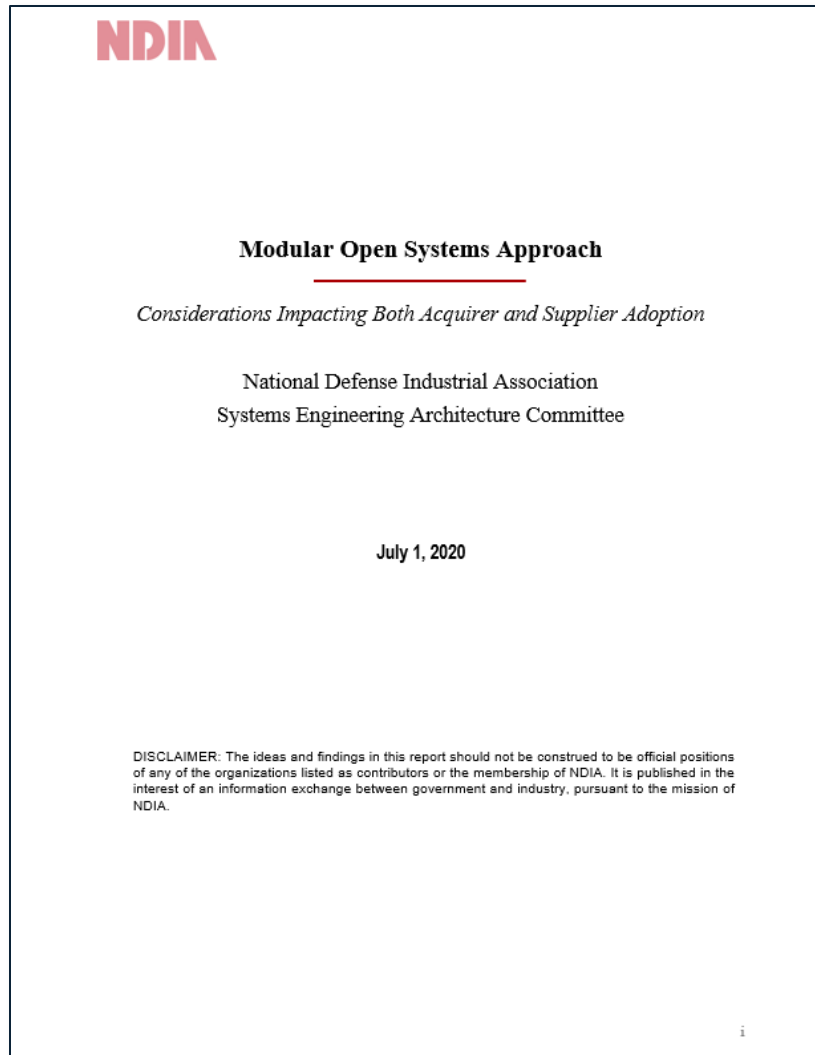 NDIA
Modular Open Systems Approach
Considerations Impacting Both Acquirer and Supplier Adoption
National Defense Industrial Association
Systems Engineering Architecture Committee
July 1, 2020
DISCLAIMER: The ideas and findings in this report should not be construed to be official positions
of any of the organizations listed as contributors or the membership of NDIA. It is published in the
interest of an information exchange between government and industry, pursuant to the mission of
NDIA.
i